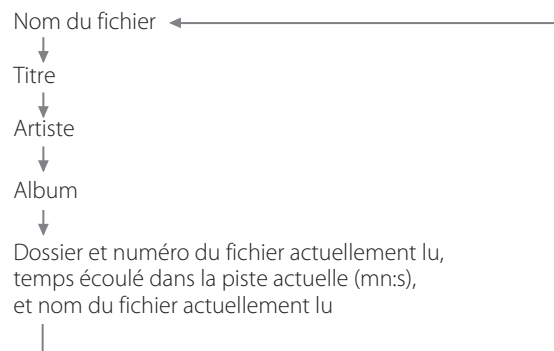 Nom du fichier
Titre
Artiste
Album
Dossier et numéro du fichier actuellement lu,
temps écoulé dans la piste actuelle (mn:s),
et nom du fichier actuellement lu